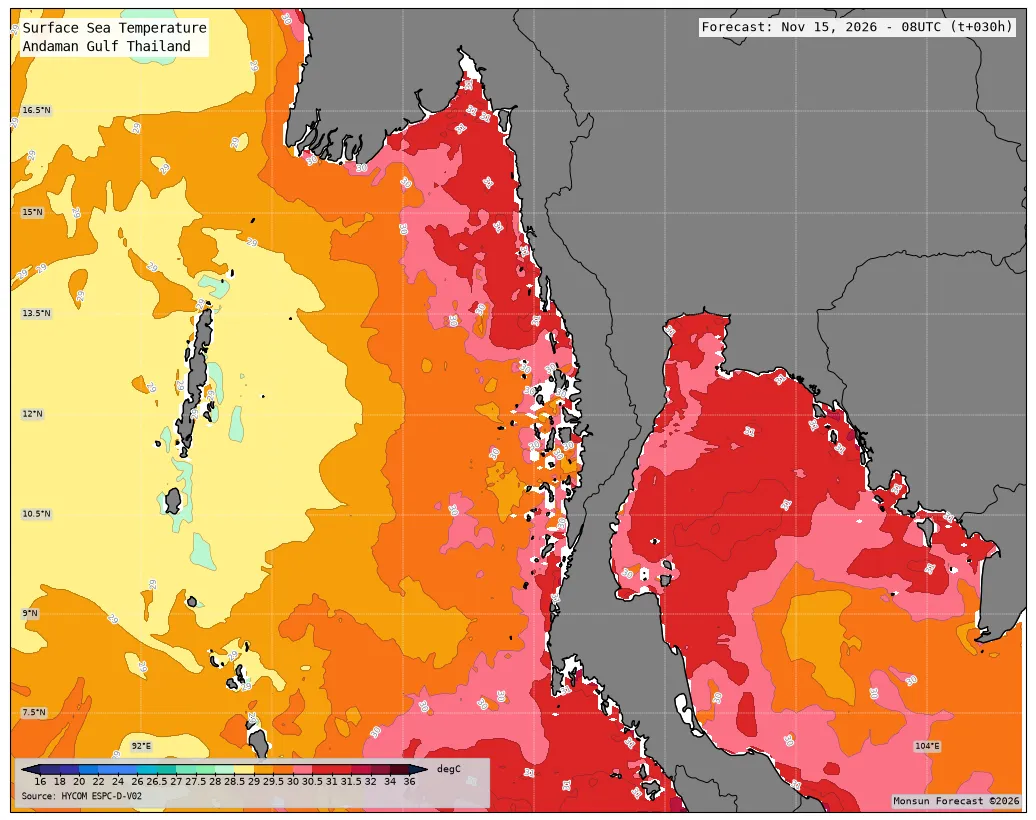 Surface Sea Temperature
Andaman Gulf Thailand
Forecast: Nov 15, 2026 - 08UTC (t+030h)
16.5°N
15°N
13.5°N
12°N
10.5°N
9°N
7.5°N
92°E
104°E
degC
16 18 20 22 24 26 26.5 27 27.5 28 28.5 29 29.5 30 30.5 31 31.5 32 33 34 36
Source: HYCOM ESPC-D-V02
Monsun Forecast ©2026